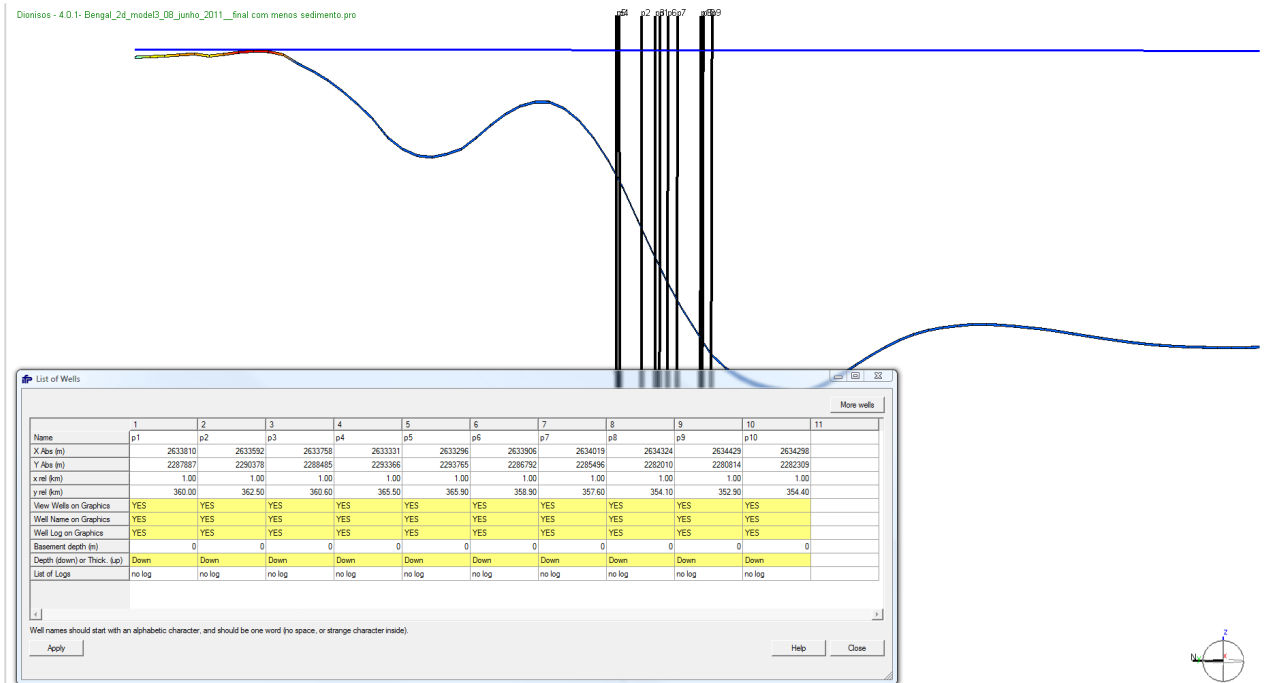 Dionisos - 4.0.1- Bengal_2d_model3_08_junho_2011__final com menos sedimento.pro
p2 p6p7
List of Wells
More wells
1 2 3 4 5 6 7 8 9 10 11
Name p1 p2 p3 p4 p5 p6 p7 p8 p9 p10
X Abs (m) 2633810 2633592 2633758 2633331 2633296 2633906 2634019 2634324 2634429 2634298
Y Abs (m) 2287887 2290378 2288485 2293366 2293765 2286792 2285496 2282010 2280814 2282309
x rel (km) 1.00 1.00 1.00 1.00 1.00 1.00 1.00 1.00 1.00 1.00
y rel (km) 360.00 362.50 360.60 365.50 365.90 358.90 357.60 354.10 352.90 354.40
View Wells on Graphics YES YES YES YES YES YES YES YES YES YES
Well Name on Graphics YES YES YES YES YES YES YES YES YES YES
Well Log on Graphics YES YES YES YES YES YES YES YES YES YES
Basement depth (m) 0 0 0 0 0 0 0 0 0 0
Depth (down) or Thick. (up) Down Down Down Down Down Down Down Down Down Down
List of Logs no log no log no log no log no log no log no log no log no log no log
Well names should start with an alphabetic character, and should be one word (no space, or strange character inside).
Apply Help Close
z
N
x